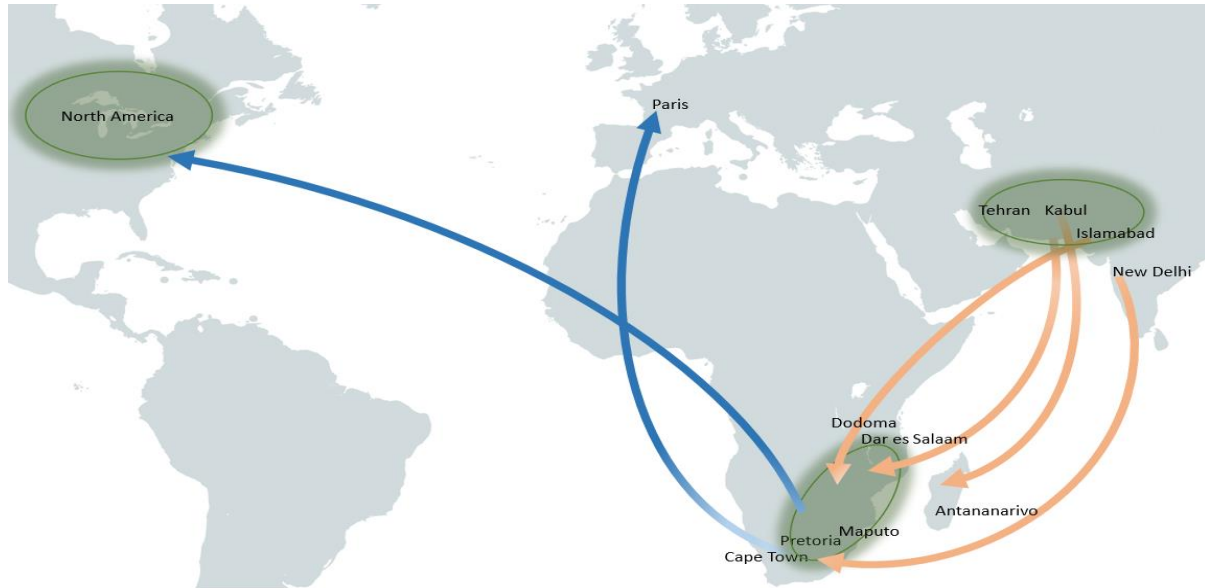 Paris
North America
Tehran Kabul
Islamabad
New Delhi
Dodoma
Dar es Salaam
Antananarivo
Maputo
Pretoria
Cape Town